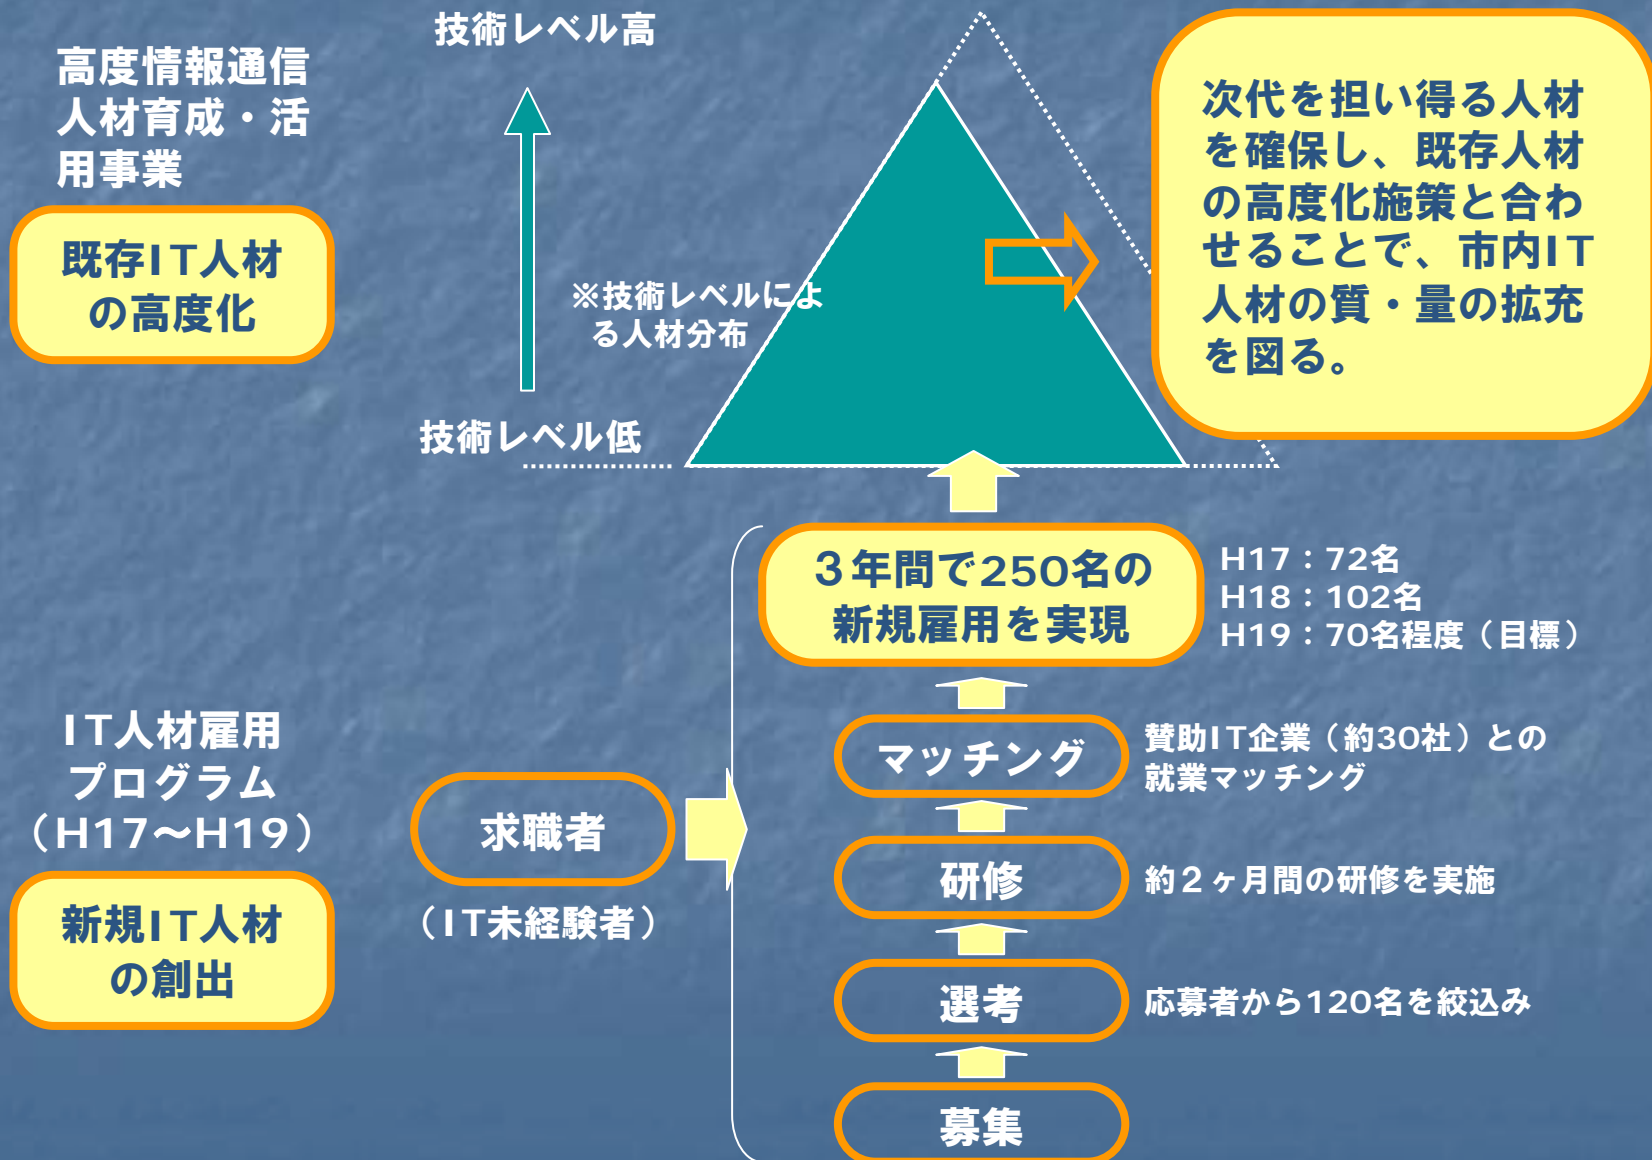 技術レベル高
高度情報通信
人材育成・活
用事業
既存IT人材
の高度化
※技術レベルによ
る人材分布
技術レベル低
次代を担い得る人材
を確保し、既存人材
の高度化施策と合わ
せることで、市内IT
人材の質・量の拡充
を図る。
３年間で250名の
新規雇用を実現
H17：72名
H18：102名
H19：70名程度（目標）
IT人材雇用
プログラム
（H17～H19）
新規IT人材
の創出
求職者
（IT未経験者）
マッチング
賛助IT企業（約30社）との
就業マッチング
研修
約２ヶ月間の研修を実施
選考
応募者から120名を絞込み
募集